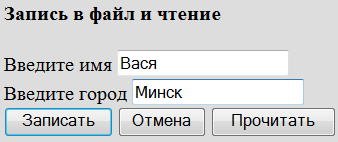 Запись в файл и чтение
Введите имя Вася
Введите город Минск
Записать Отмена Прочитать